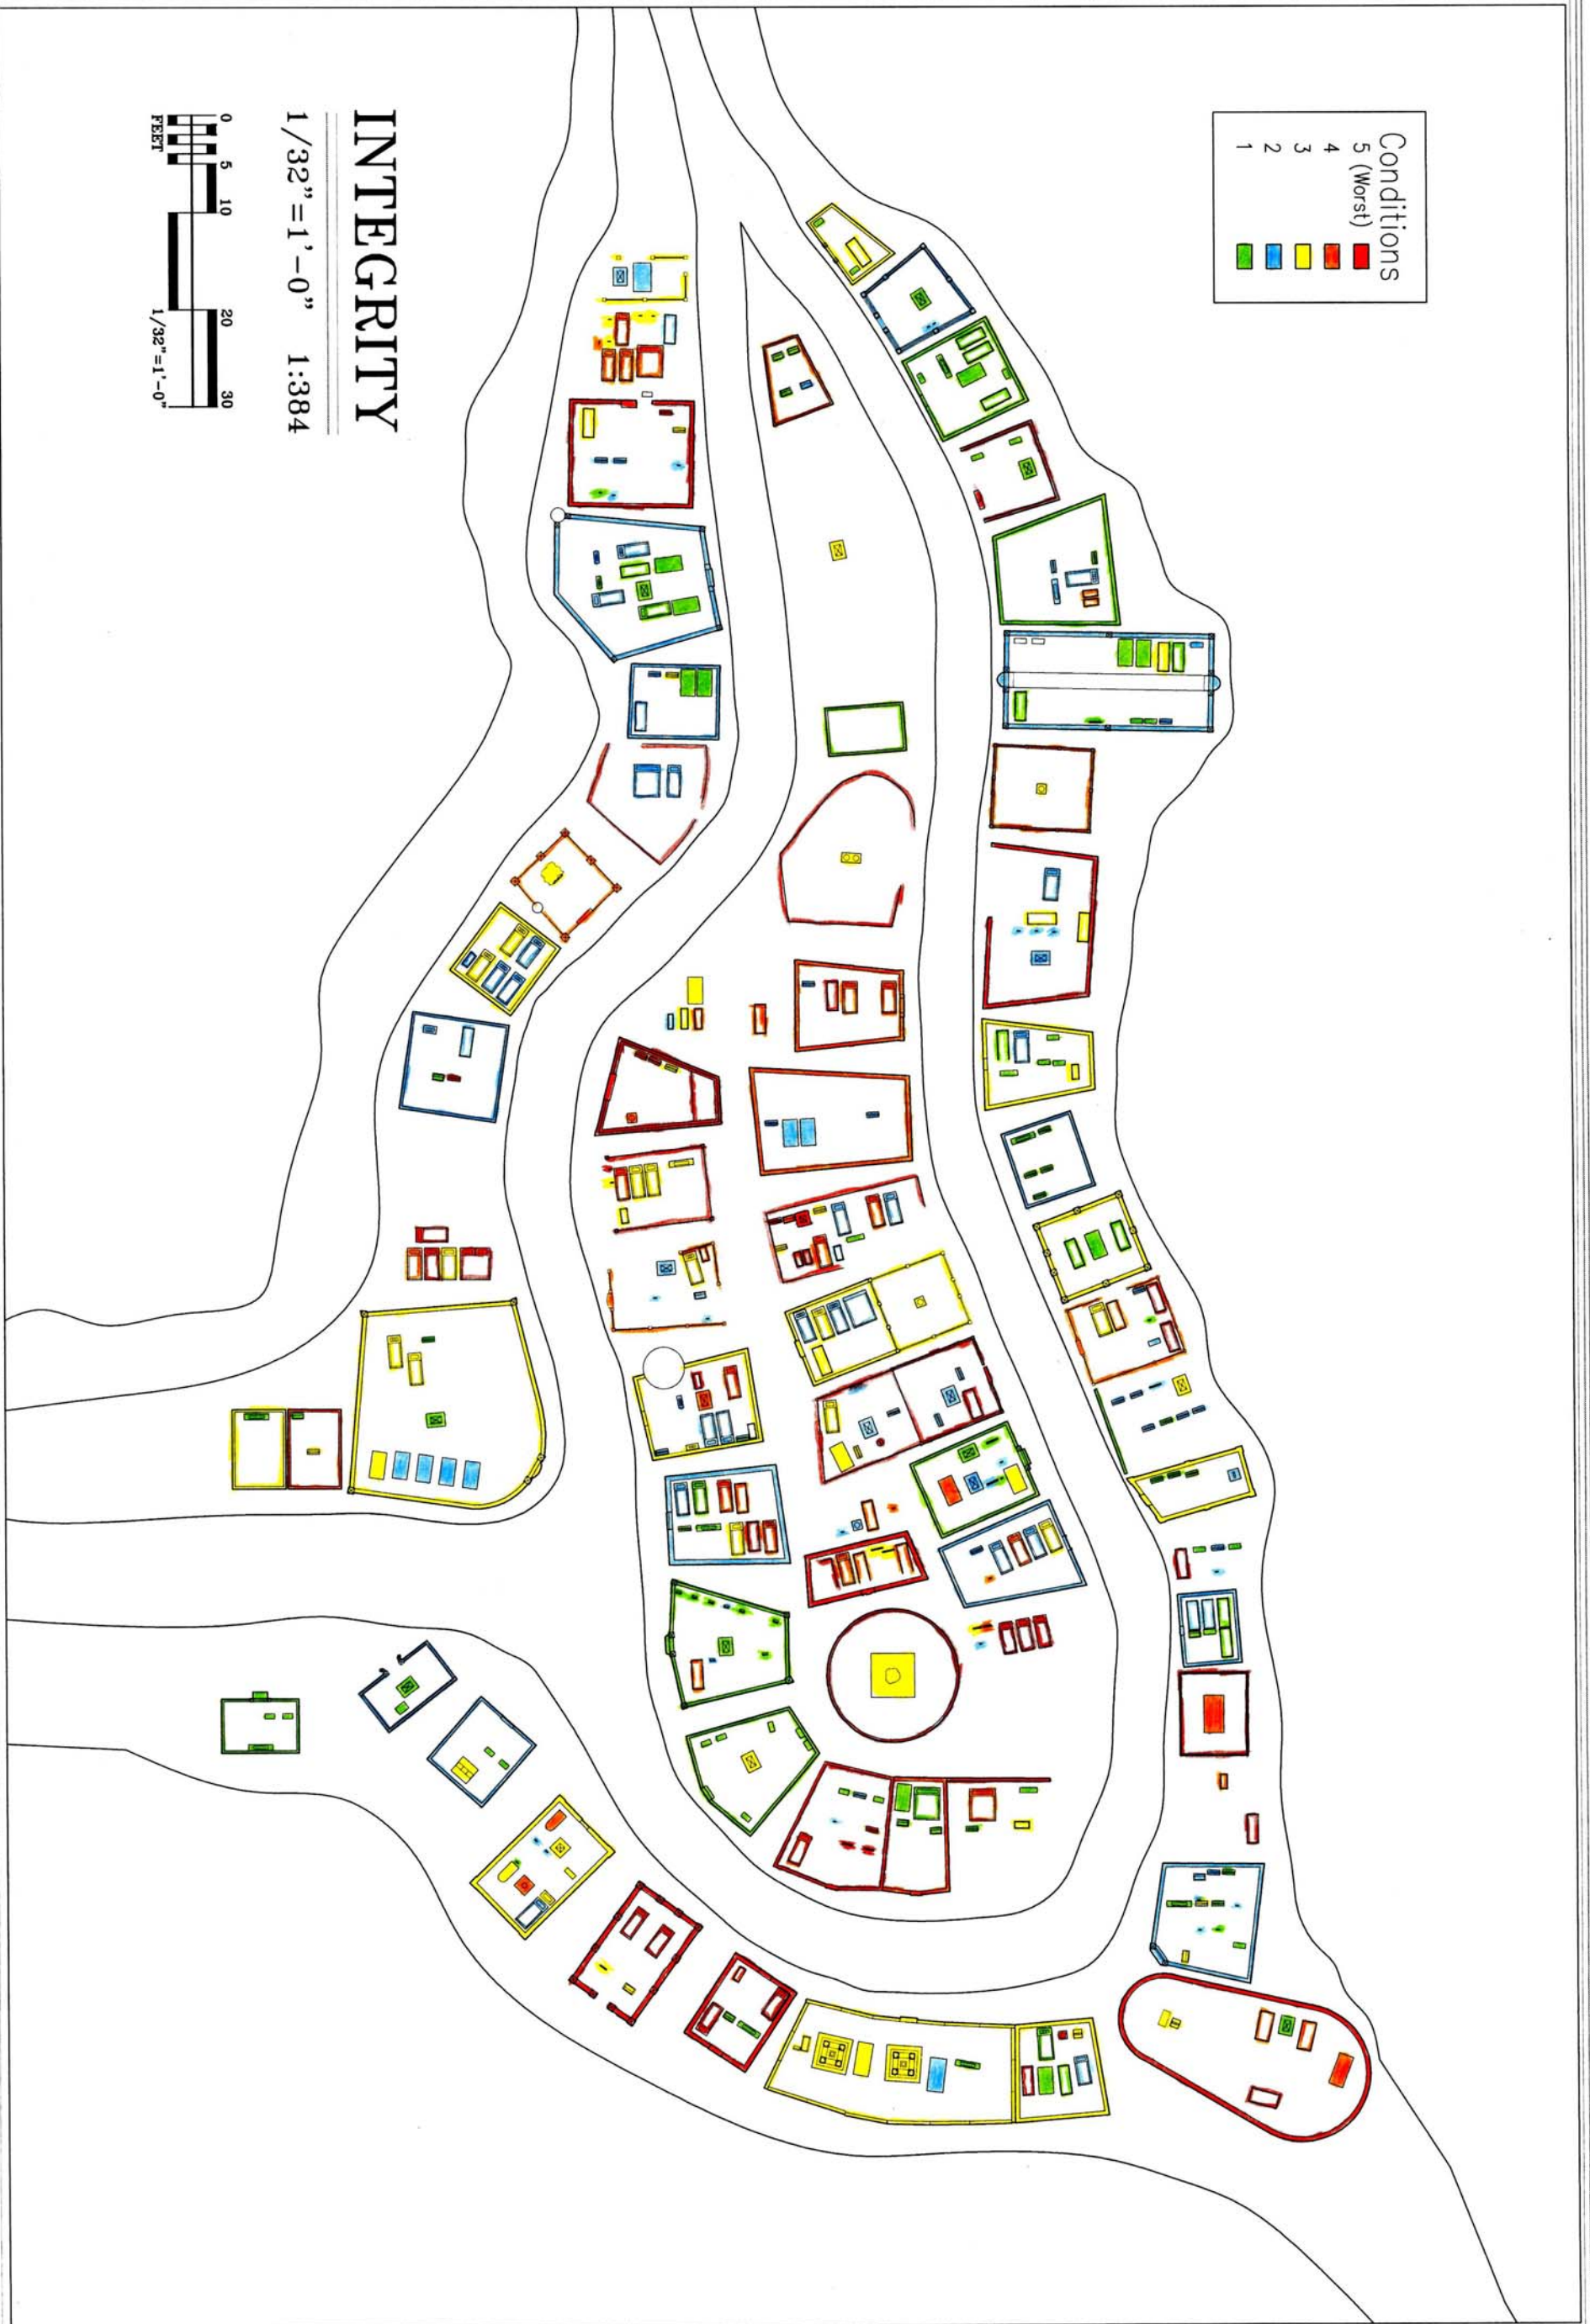 Conditions
5 (Worst)
4
3
2
1
INTEGRITY
1/32"=1'-0" 1:384
0 5 10 20 30
FEET 1/32"=1'-0"